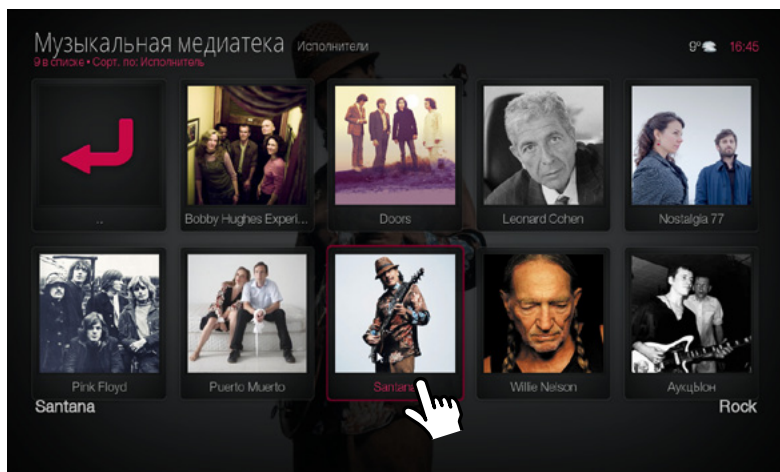 Музыкальная медиатека Исполнители
9° 16:45
9 в списке • Сорт. по: Исполнитель
..
Bobby Hughes Experi...
Doors
Leonard Cohen
Nostalgia 77
Pink Floyd
Puerto Muerto
Santana
Willie Nelson
АукцЫон
Santana
Rock